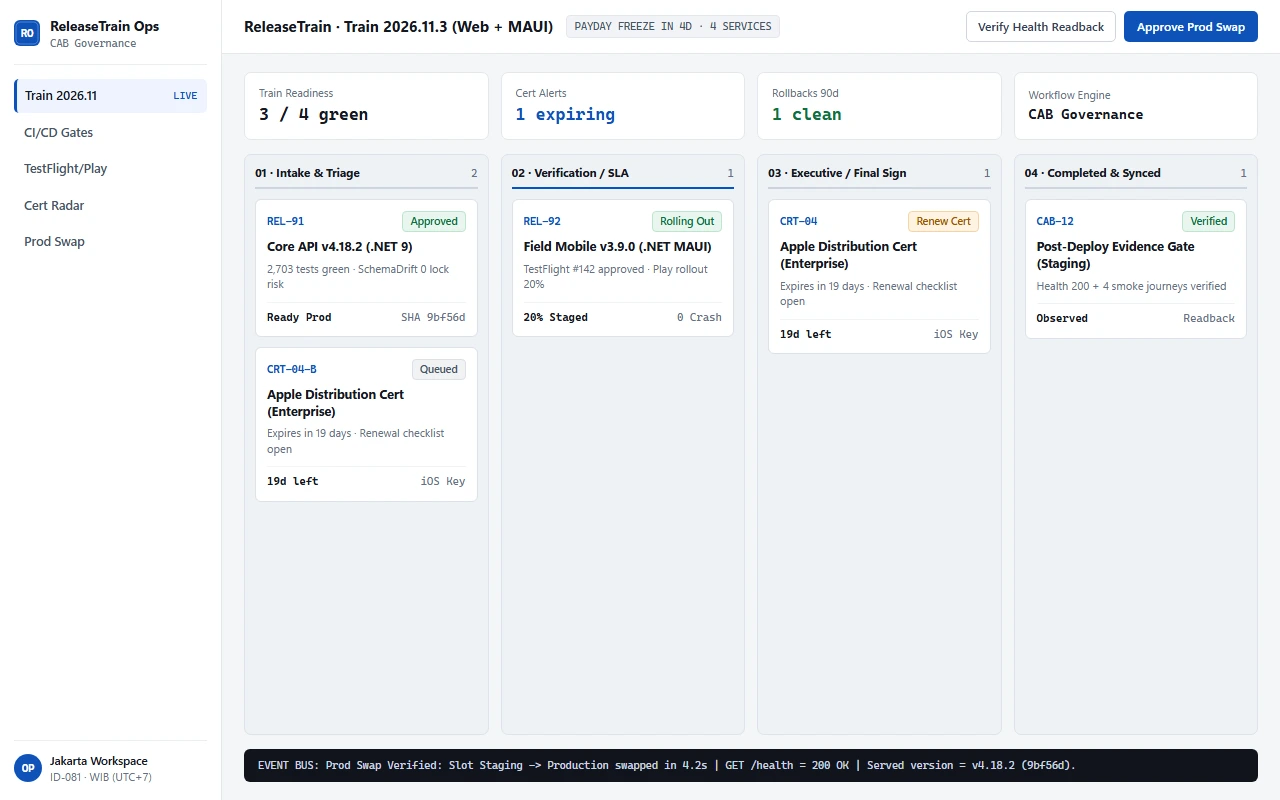 RO
ReleaseTrain Ops
CAB Governance
Train 2026.11 LIVE
CI/CD Gates
TestFlight/Play
Cert Radar
Prod Swap
OP
Jakarta Workspace
ID-081 · WIB (UTC+7)
ReleaseTrain · Train 2026.11.3 (Web + MAUI)
PAYDAY FREEZE IN 4D · 4 SERVICES
Verify Health Readback
Approve Prod Swap
Train Readiness
3 / 4 green
Cert Alerts
1 expiring
Rollbacks 90d
1 clean
Workflow Engine
CAB Governance
01 · Intake & Triage 2
REL-91 Approved
Core API v4.18.2 (.NET 9)
2,703 tests green · SchemaDrift 0 lock
risk
Ready Prod SHA 9bf56d
CRT-04-B Queued
Apple Distribution Cert
(Enterprise)
Expires in 19 days · Renewal checklist
open
19d left iOS Key
02 · Verification / SLA 1
REL-92 Rolling Out
Field Mobile v3.9.0 (.NET MAUI)
TestFlight #142 approved · Play rollout
20%
20% Staged 0 Crash
03 · Executive / Final Sign 1
CRT-04 Renew Cert
Apple Distribution Cert
(Enterprise)
Expires in 19 days · Renewal checklist
open
19d left iOS Key
04 · Completed & Synced 1
CAB-12 Verified
Post-Deploy Evidence Gate
(Staging)
Health 200 + 4 smoke journeys verified
Observed Readback
EVENT BUS: Prod Swap Verified: Slot Staging -> Production swapped in 4.2s | GET /health = 200 OK | Served version = v4.18.2 (9bf56d).